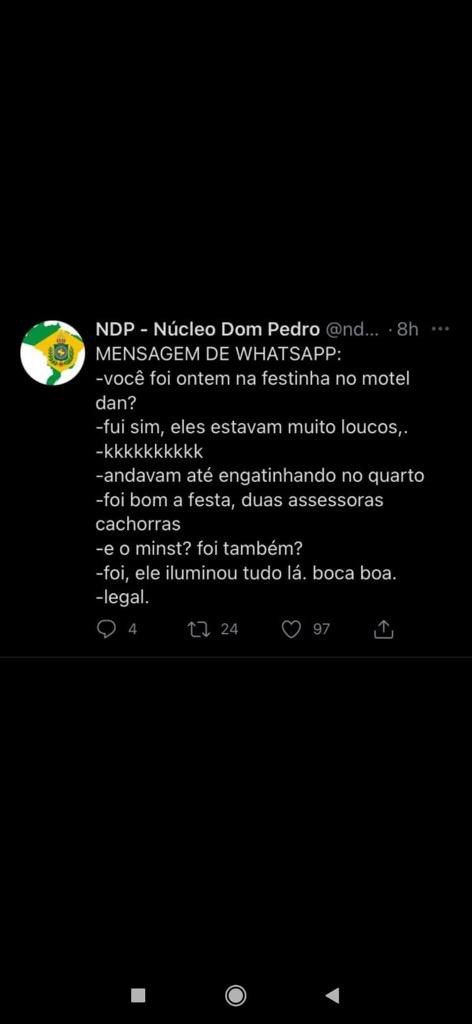 NDP - Núcleo Dom Pedro @nd... · 8h
MENSAGEM DE WHATSAPP:
-você foi ontem na festinha no motel
dan?
-fui sim, eles estavam muito loucos,.
-kkkkkkkkkk
-andavam até engatinhando no quarto
-foi bom a festa, duas assessoras
cachorras
-e o minst? foi também?
-foi, ele iluminou tudo lá. boca boa.
-legal.
4 24 97